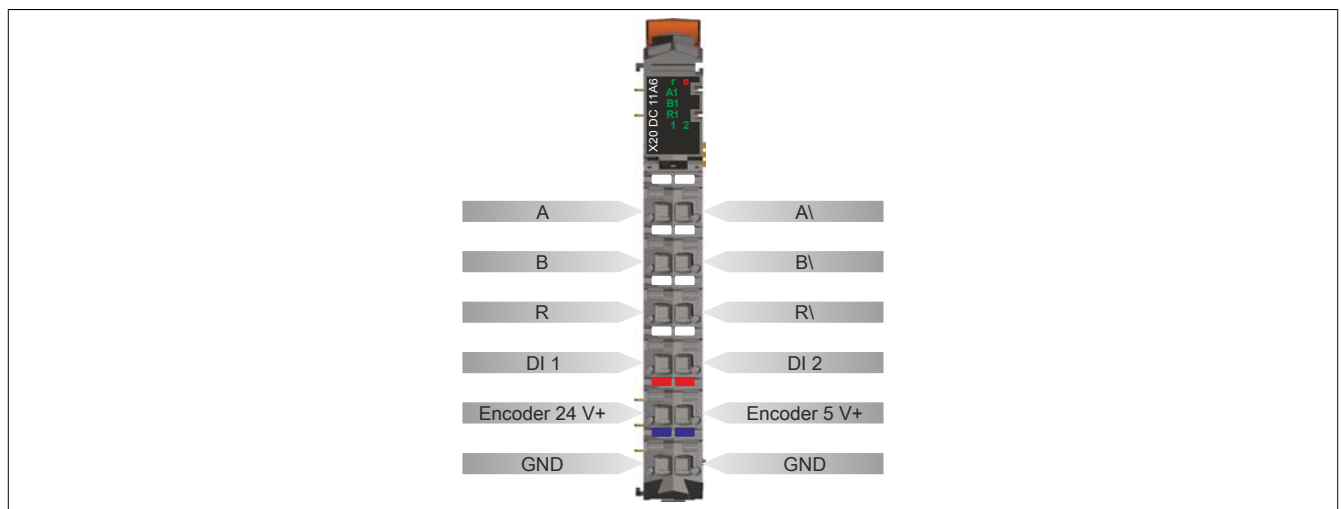 X20 DC 11A6
r e
A1
B1
R1
1 2
A A\
B B\
R R\
DI 1 DI 2
Encoder 24 V+ Encoder 5 V+
GND GND